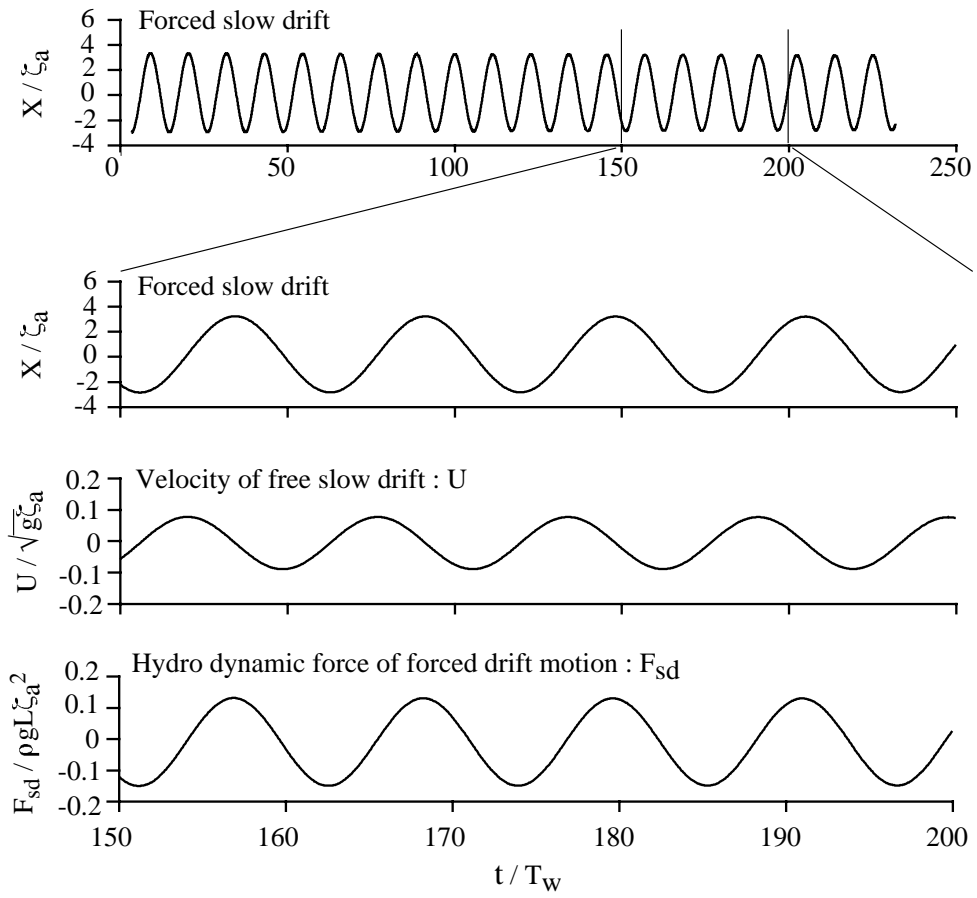 Forced slow drift
X / ζa
6
4
2
0
-2
-4
0 50 100 150 200 250
Forced slow drift
X / ζa
6
4
2
0
-2
-4
Velocity of free slow drift : U
U / √gζa
0.2
0.1
0
-0.1
-0.2
Hydro dynamic force of forced drift motion : Fsd
Fsd / ρgLζa²
0.2
0.1
0
-0.1
-0.2
150 160 170 180 190 200
t / Tw